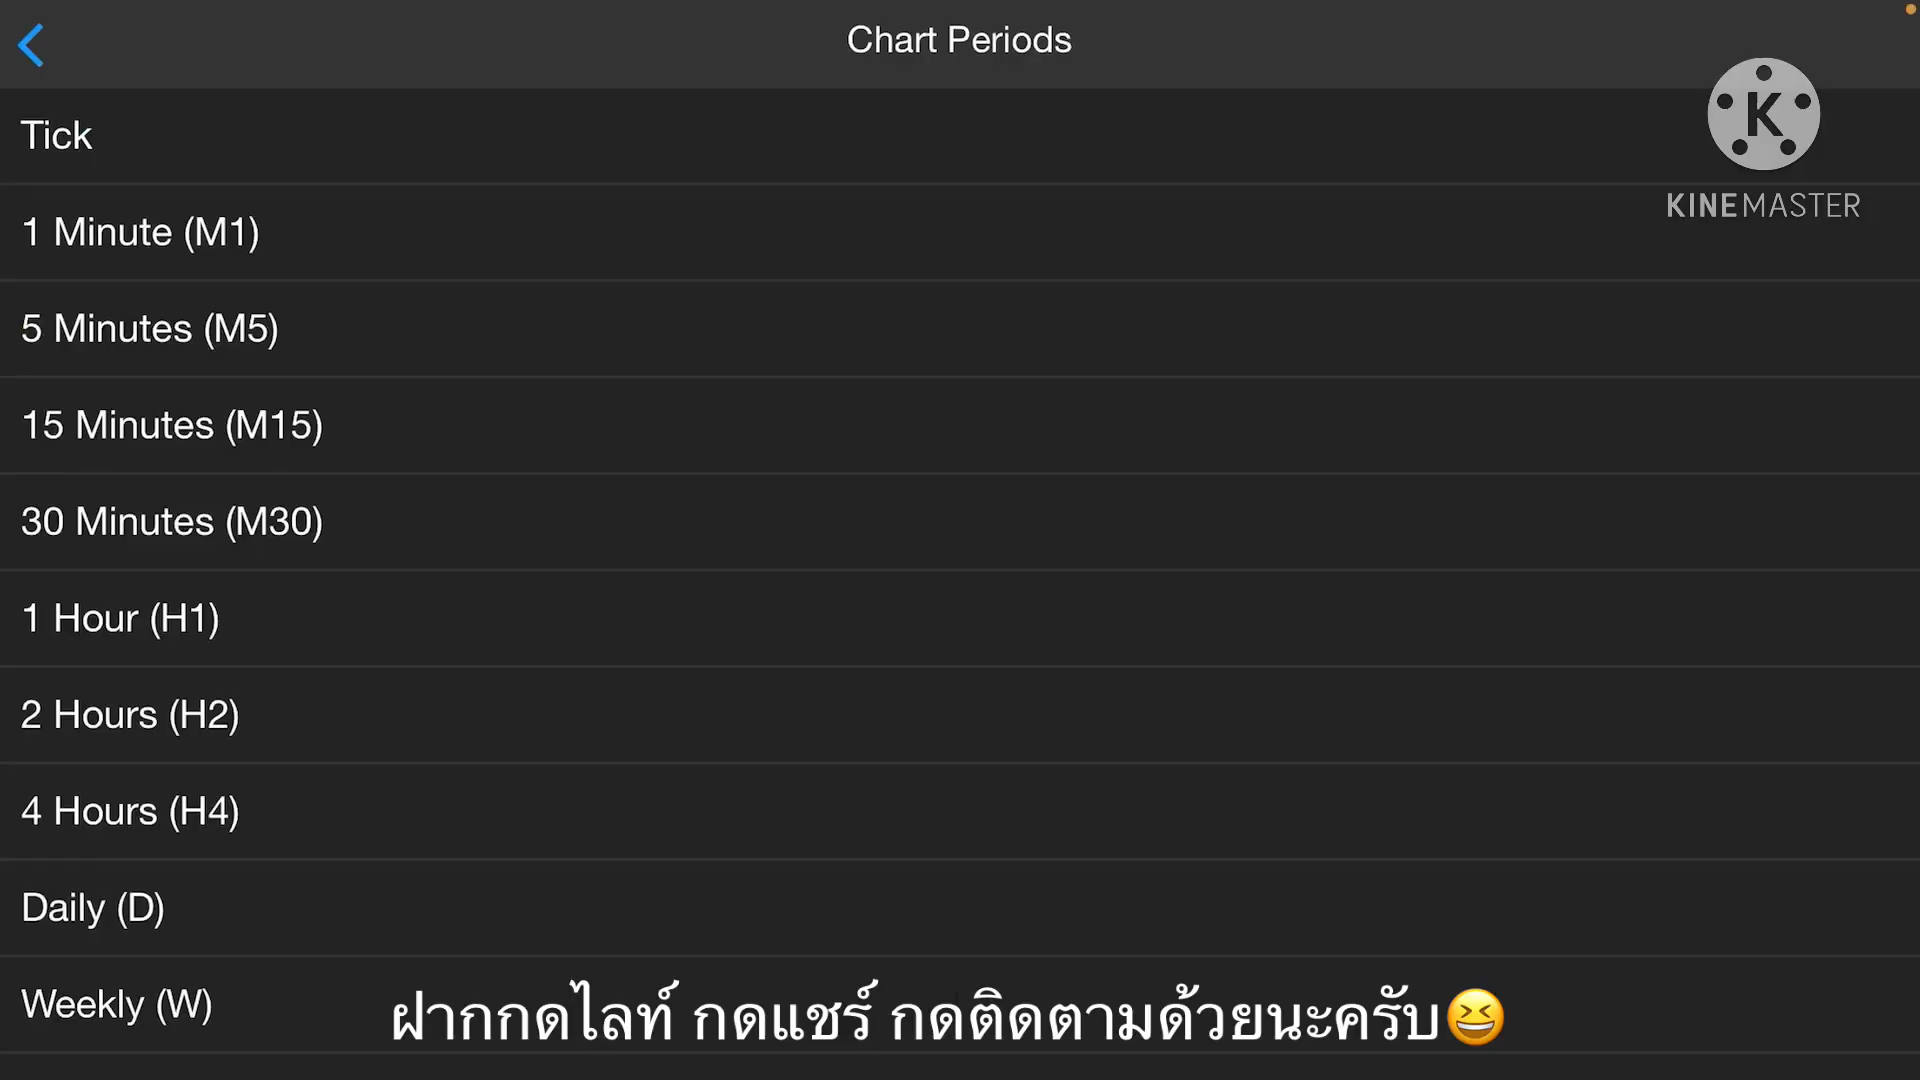 Chart Periods
Tick
K
KINEMASTER
1 Minute (M1)
5 Minutes (M5)
15 Minutes (M15)
30 Minutes (M30)
1 Hour (H1)
2 Hours (H2)
4 Hours (H4)
Daily (D)
Weekly (W)
ฝากกดไลท์ กดแชร์ กดติดตามด้วยนะครับ😆